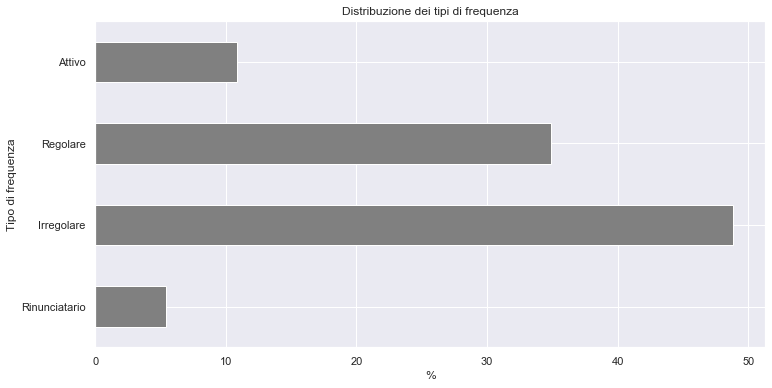 Distribuzione dei tipi di frequenza
Tipo di frequenza
Attivo
Regolare
Irregolare
Rinunciatario
0 10 20 30 40 50
%